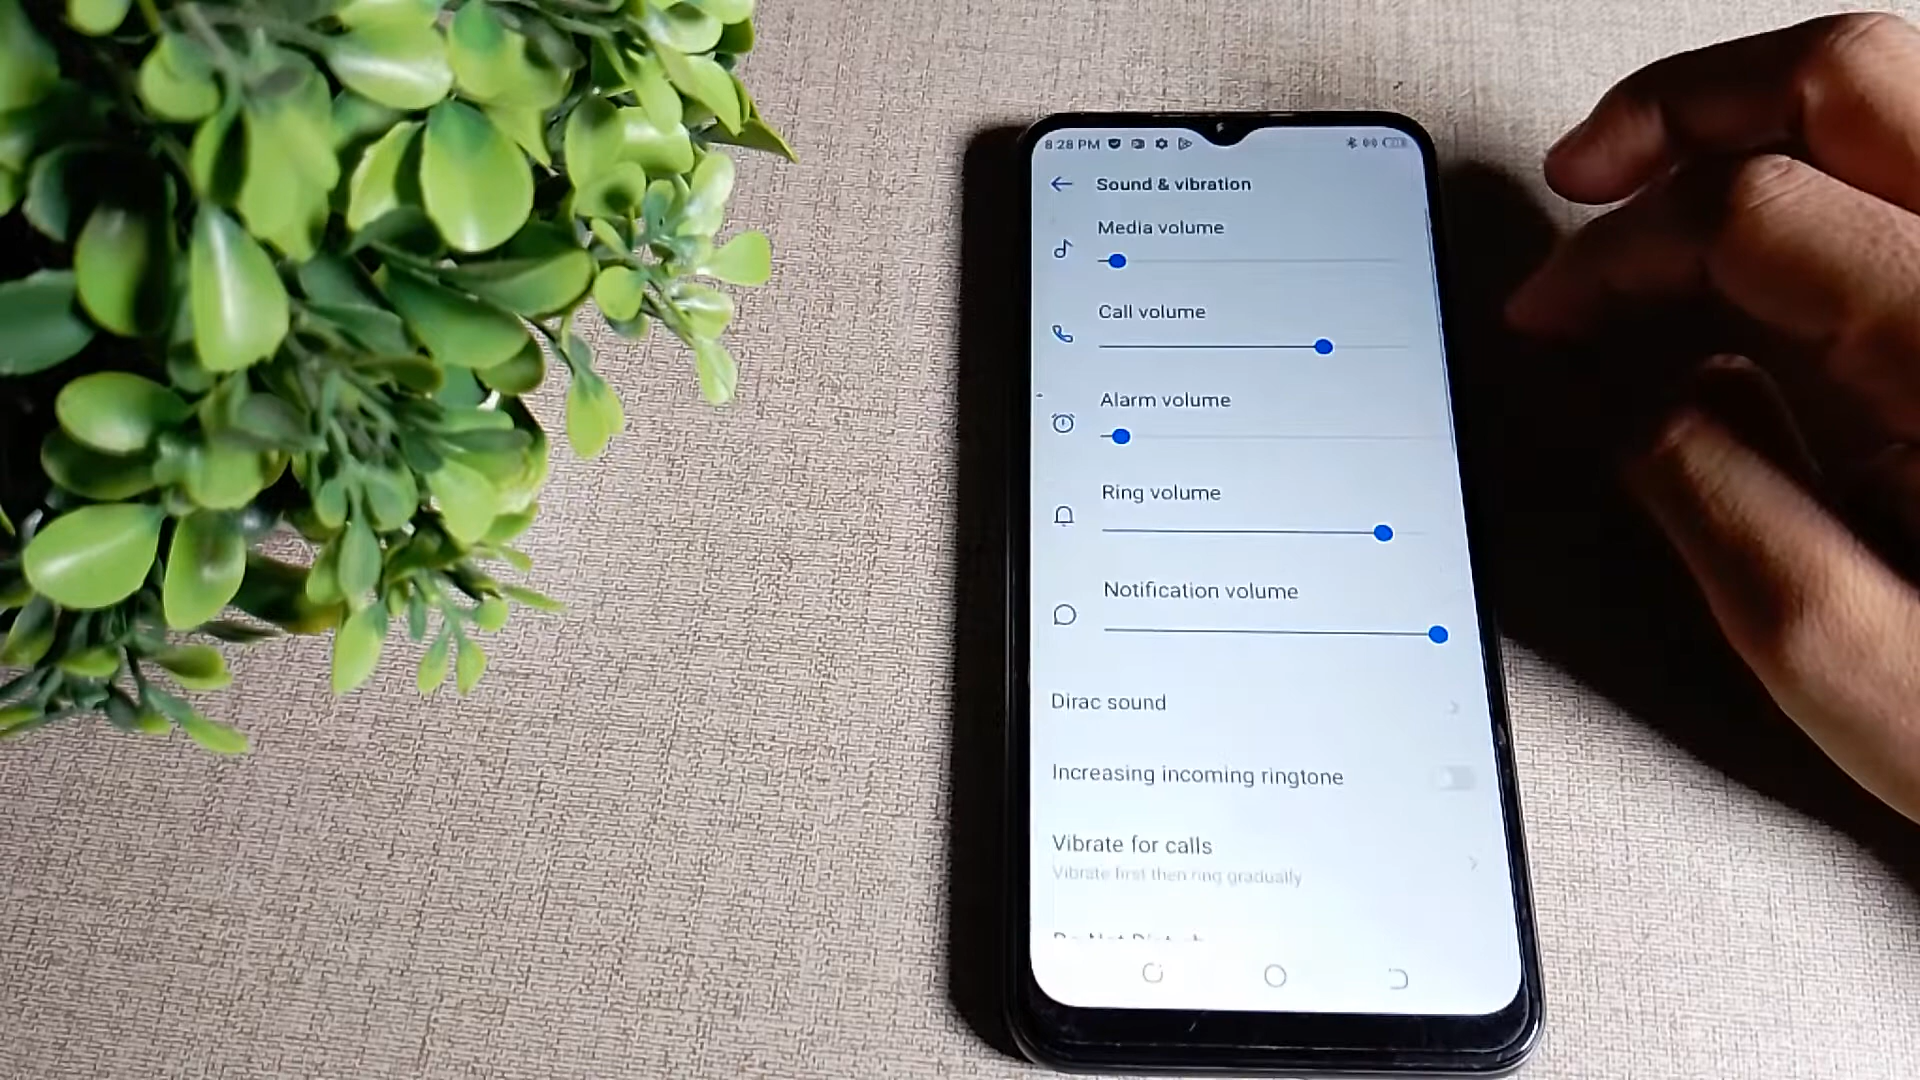 8:28 PM
Sound & vibration
Media volume
Call volume
Alarm volume
Ring volume
Notification volume
Dirac sound
Increasing incoming ringtone
Vibrate for calls
Vibrate first then ring gradually